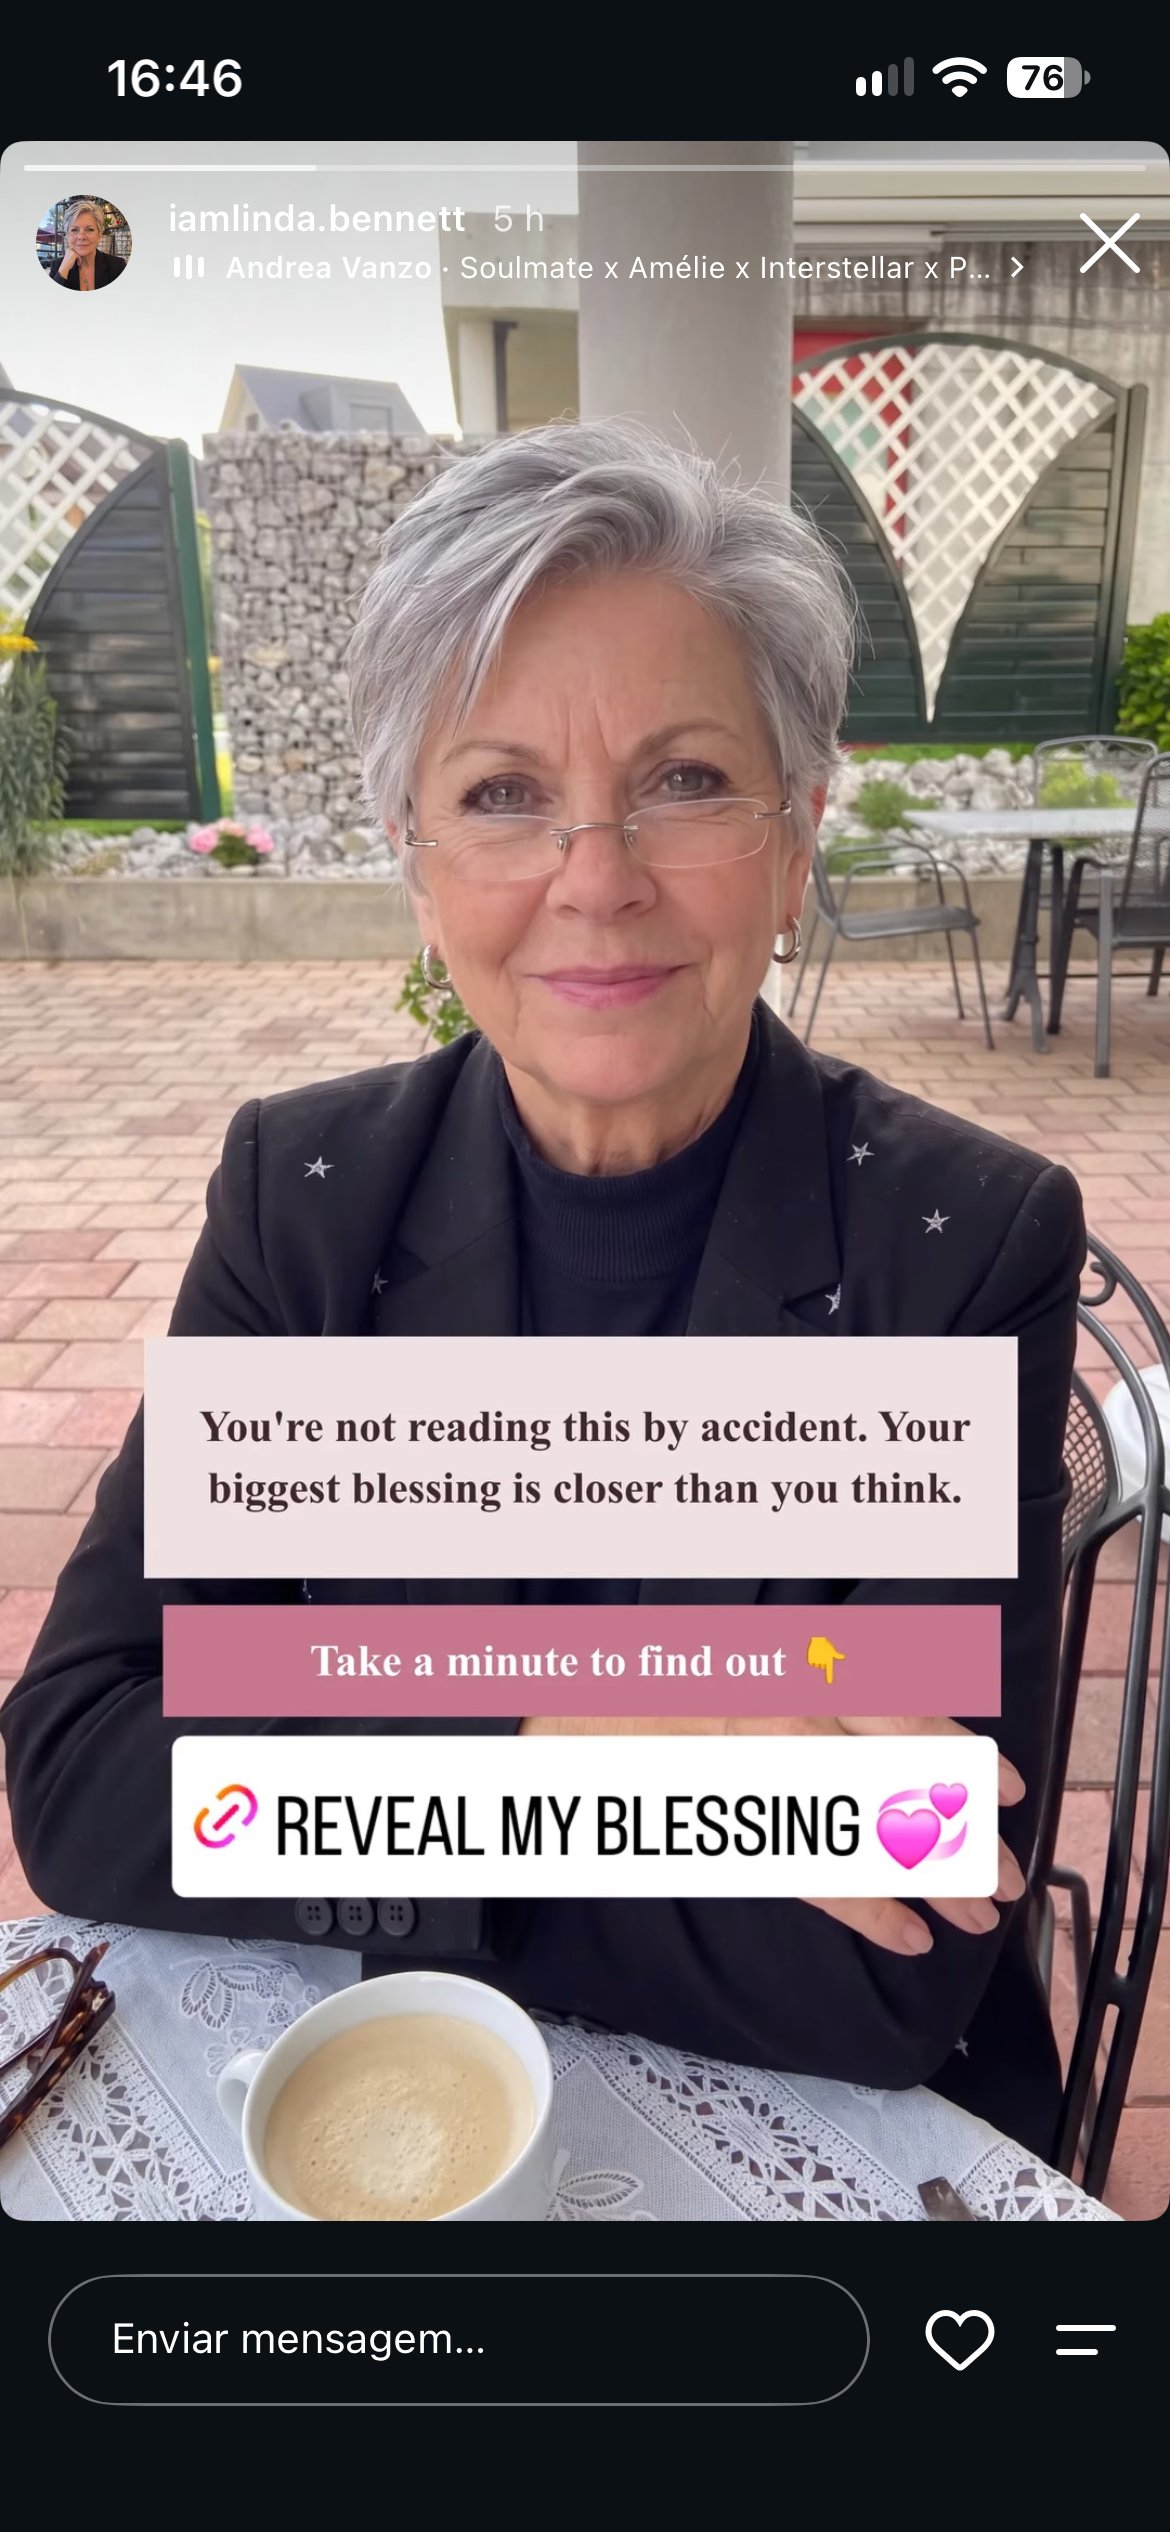 16:46
76
iamlinda.bennett 5 h
Andrea Vanzo · Soulmate x Amélie x Interstellar x P...
You're not reading this by accident. Your
biggest blessing is closer than you think.
Take a minute to find out 👇
REVEAL MY BLESSING 💞
Enviar mensagem...